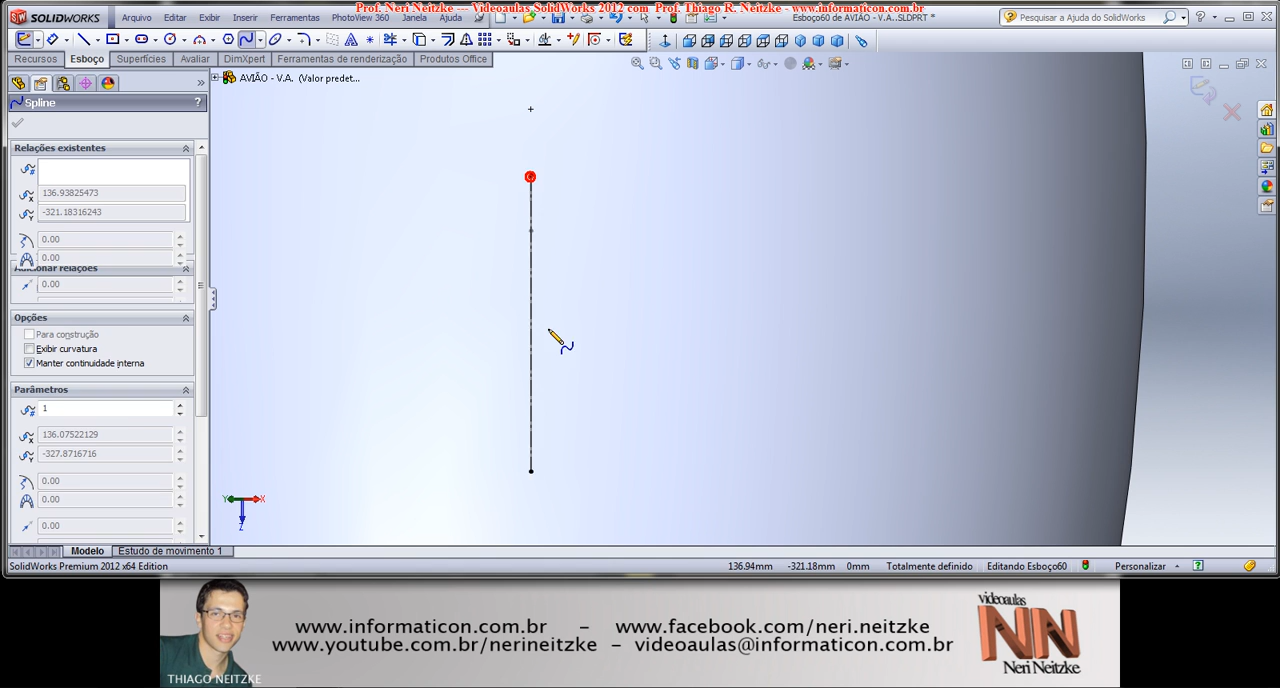 Prof. Neri Neitzke --- Videoaulas SolidWorks 2012 com Prof. Thiago R. Neitzke - www.informaticon.com.br
SOLIDWORKS
Arquivo Editar Exibir Inserir Ferramentas PhotoView 360 Janela Ajuda
Esboço60 de AVIÃO - V.A..SLDPRT *
Pesquisar a Ajuda do SolidWorks
Recursos Esboço Superfícies Avaliar DimXpert Ferramentas de renderização Produtos Office
AVIÃO - V.A. (Valor predet...
Spline
?
Relações existentes
136.93825473
-321.18316243
0.00
0.00
Adicionar relações
0.00
Opções
Para construção
Exibir curvatura
Manter continuidade interna
Parâmetros
1
136.07522129
-327.8716716
0.00
0.00
0.00
Y X
Z
Modelo Estudo de movimento 1
SolidWorks Premium 2012 x64 Edition
136.94mm -321.18mm 0mm Totalmente definido Editando Esboço60 Personalizar ?
www.informaticon.com.br - www.facebook.com/neri.neitzke
www.youtube.com.br/nerineitzke - videoaulas@informaticon.com.br
THIAGO NEITZKE
videoaulas
NN
Neri Neitzke